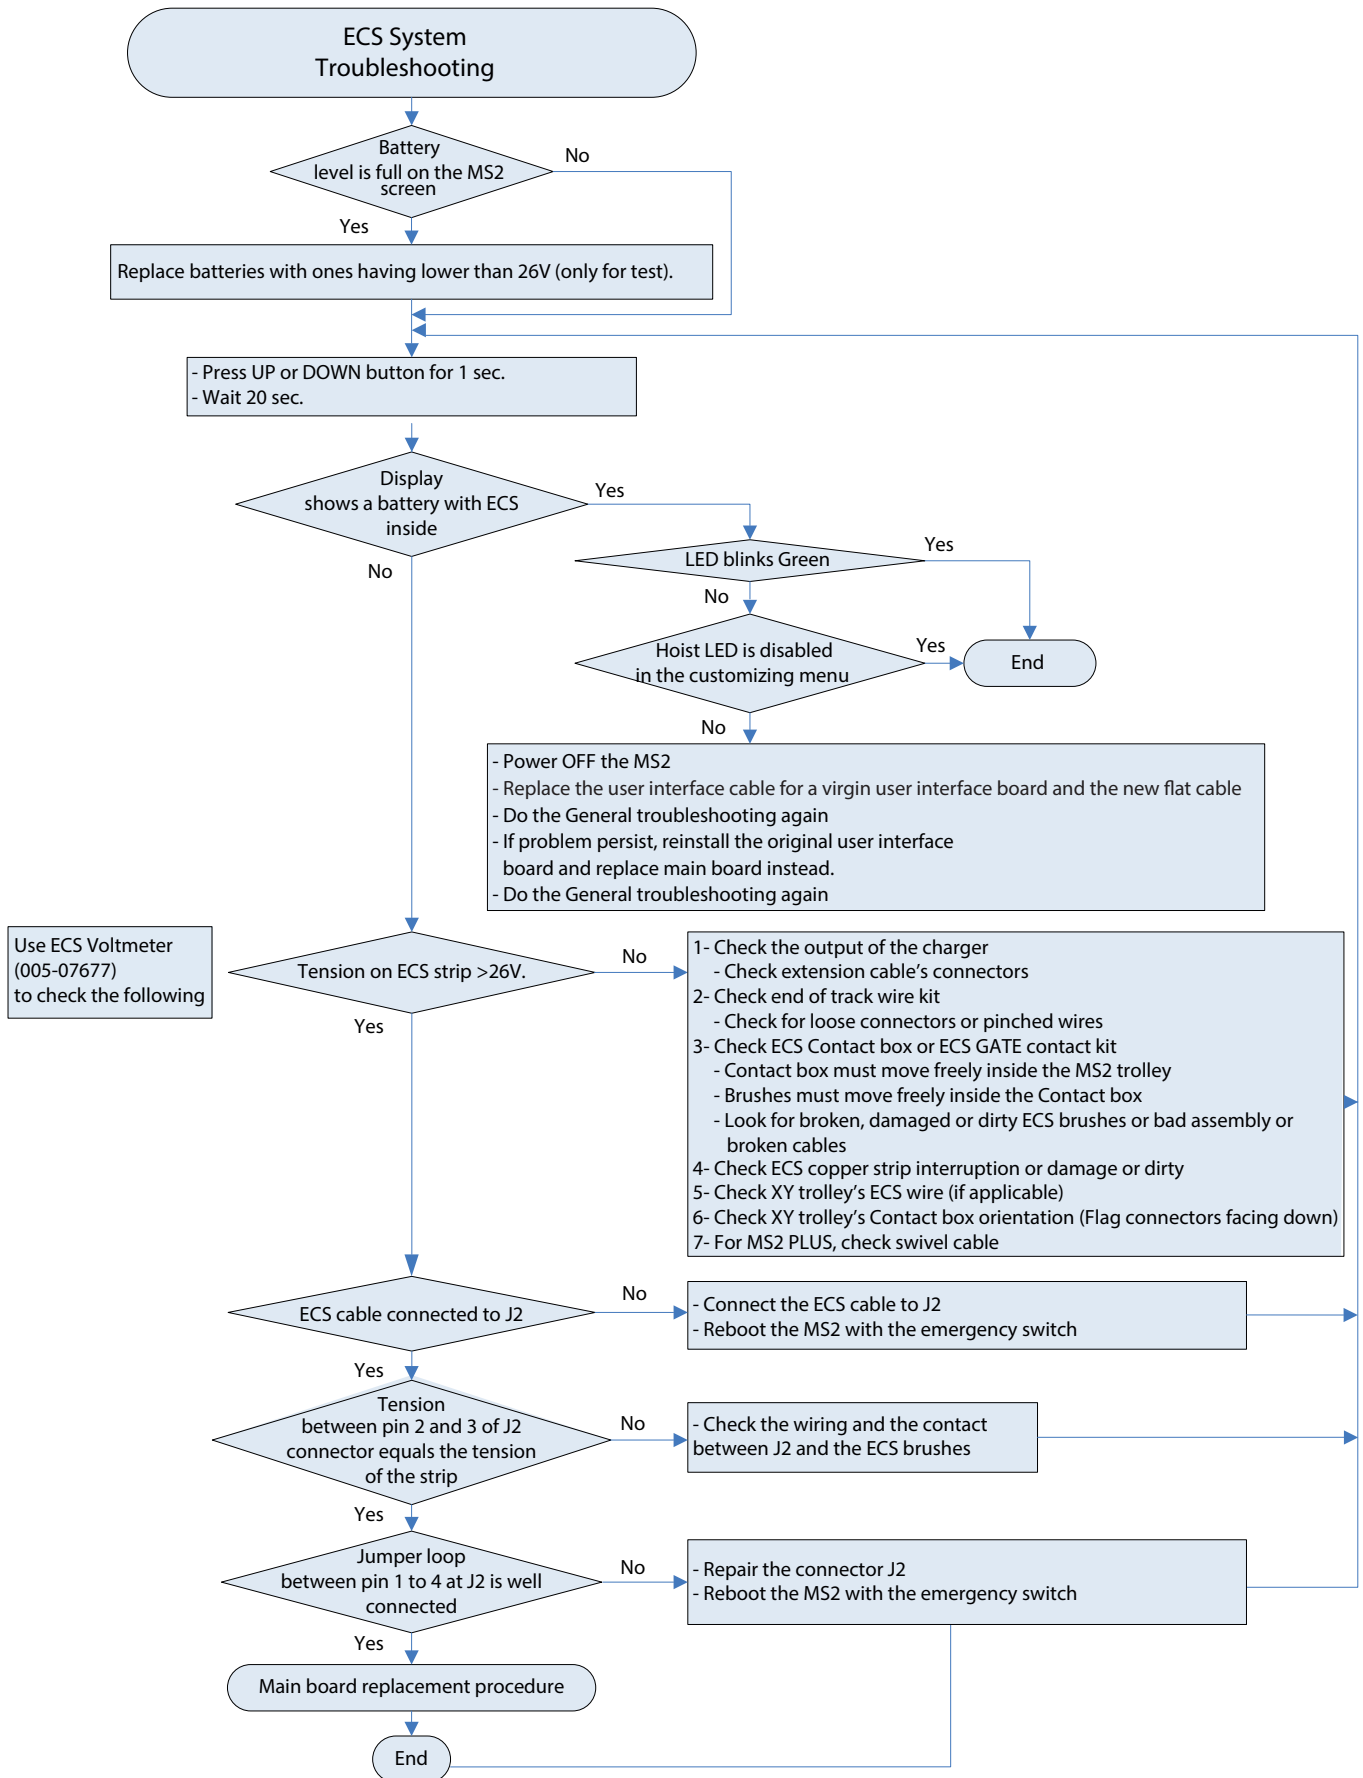 ECS System
Troubleshooting
Battery
level is full on the MS2
screen
No
Yes
Replace batteries with ones having lower than 26V (only for test).
- Press UP or DOWN button for 1 sec.
- Wait 20 sec.
Display
shows a battery with ECS
inside
Yes
No
LED blinks Green
Yes
No
Hoist LED is disabled
in the customizing menu
Yes
End
No
- Power OFF the MS2
- Replace the user interface cable for a virgin user interface board and the new flat cable
- Do the General troubleshooting again
- If problem persist, reinstall the original user interface
board and replace main board instead.
- Do the General troubleshooting again
Use ECS Voltmeter
(005-07677)
to check the following
Tension on ECS strip >26V.
No
Yes
1- Check the output of the charger
- Check extension cable's connectors
2- Check end of track wire kit
- Check for loose connectors or pinched wires
3- Check ECS Contact box or ECS GATE contact kit
- Contact box must move freely inside the MS2 trolley
- Brushes must move freely inside the Contact box
- Look for broken, damaged or dirty ECS brushes or bad assembly or
broken cables
4- Check ECS copper strip interruption or damage or dirty
5- Check XY trolley's ECS wire (if applicable)
6- Check XY trolley's Contact box orientation (Flag connectors facing down)
7- For MS2 PLUS, check swivel cable
ECS cable connected to J2
No
Yes
- Connect the ECS cable to J2
- Reboot the MS2 with the emergency switch
Tension
between pin 2 and 3 of J2
connector equals the tension
of the strip
No
Yes
- Check the wiring and the contact
between J2 and the ECS brushes
Jumper loop
between pin 1 to 4 at J2 is well
connected
No
Yes
- Repair the connector J2
- Reboot the MS2 with the emergency switch
Main board replacement procedure
End